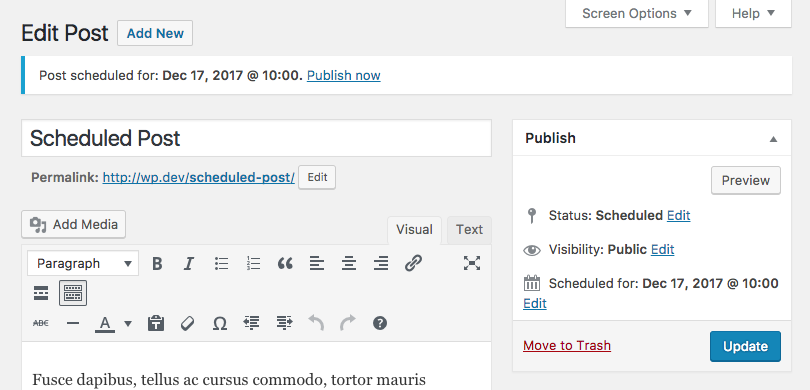 Edit Post Add New Screen Options Help
Post scheduled for: Dec 17, 2017 @ 10:00. Publish now
Scheduled Post
Permalink: http://wp.dev/scheduled-post/ Edit
Add Media Visual Text
Paragraph B I
ABC A
Fusce dapibus, tellus ac cursus commodo, tortor mauris
Publish
Preview
Status: Scheduled Edit
Visibility: Public Edit
Scheduled for: Dec 17, 2017 @ 10:00
Edit
Move to Trash Update